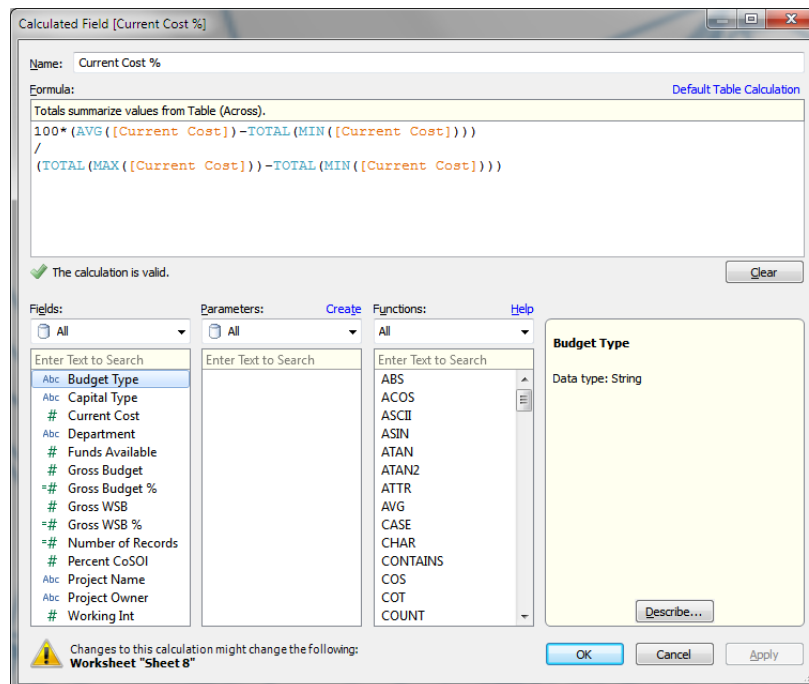 Calculated Field [Current Cost %]
Name: Current Cost %
Formula:
Default Table Calculation
Totals summarize values from Table (Across).
100*(AVG([Current Cost])-TOTAL(MIN([Current Cost])))
/
(TOTAL(MAX([Current Cost]))-TOTAL(MIN([Current Cost])))
The calculation is valid.
Clear
Fields:
All
Enter Text to Search
Abc Budget Type
Abc Capital Type
# Current Cost
Abc Department
# Funds Available
# Gross Budget
=# Gross Budget %
# Gross WSB
=# Gross WSB %
=# Number of Records
# Percent CoSOI
Abc Project Name
Abc Project Owner
# Working Int
Parameters:
Create
All
Enter Text to Search
Functions:
Help
All
Enter Text to Search
ABS
ACOS
ASCII
ASIN
ATAN
ATAN2
ATTR
AVG
CASE
CHAR
CONTAINS
COS
COT
COUNT
Budget Type
Data type: String
Describe...
Changes to this calculation might change the following:
Worksheet "Sheet 8"
OK
Cancel
Apply